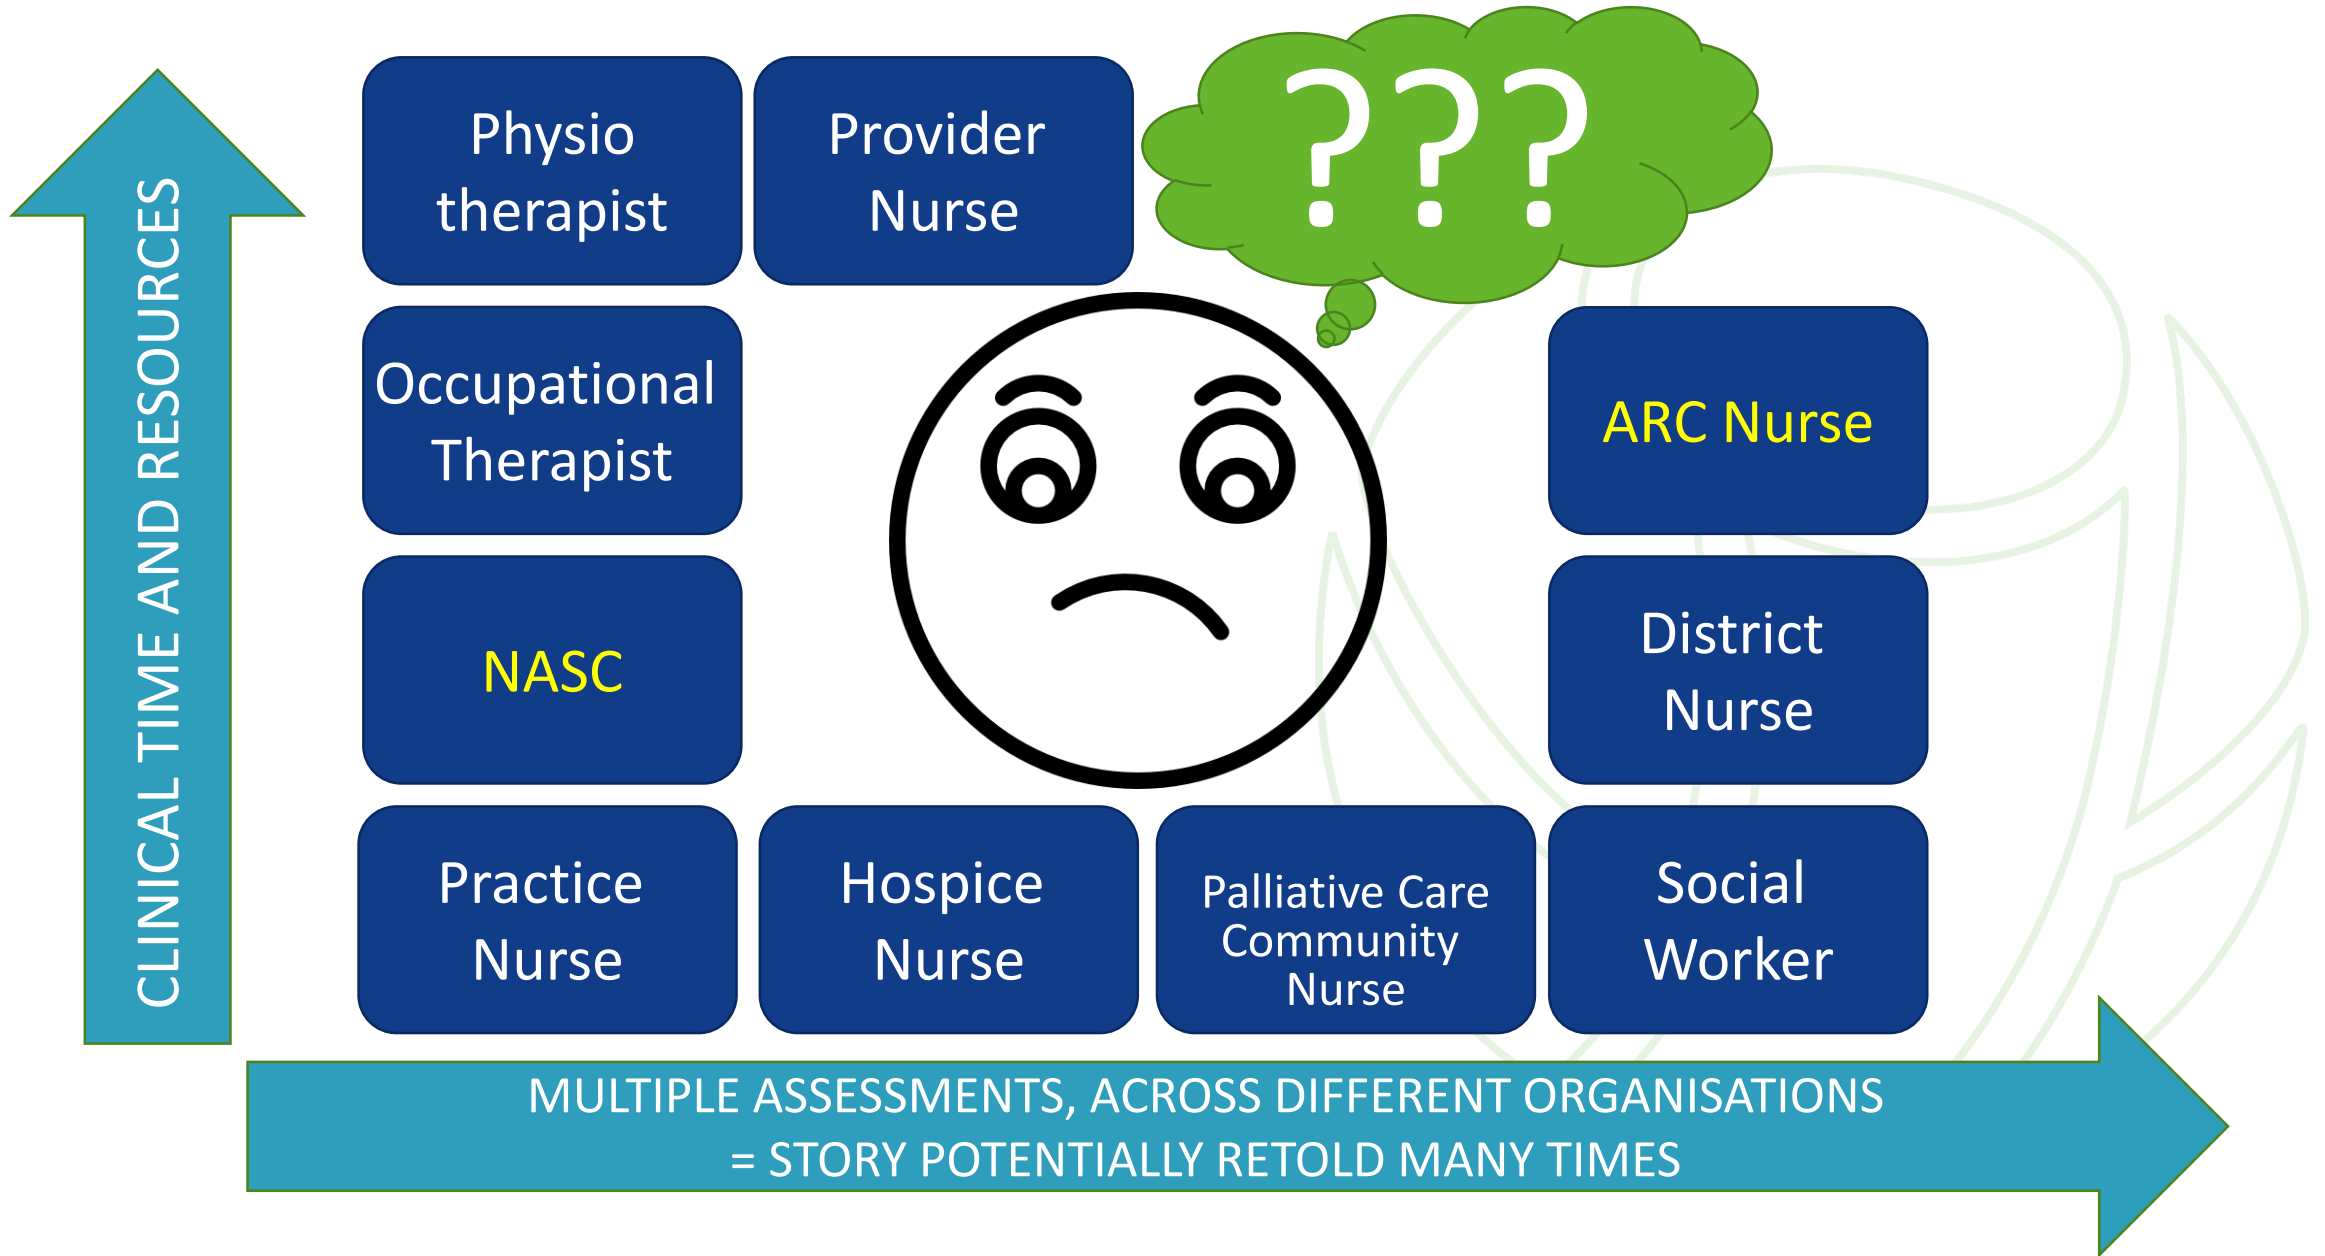 CLINICAL TIME AND RESOURCES
Physio
therapist
Provider
Nurse
???
Occupational
Therapist
ARC Nurse
NASC
District
Nurse
Practice
Nurse
Hospice
Nurse
Palliative Care
Community
Nurse
Social
Worker
MULTIPLE ASSESSMENTS, ACROSS DIFFERENT ORGANISATIONS
= STORY POTENTIALLY RETOLD MANY TIMES